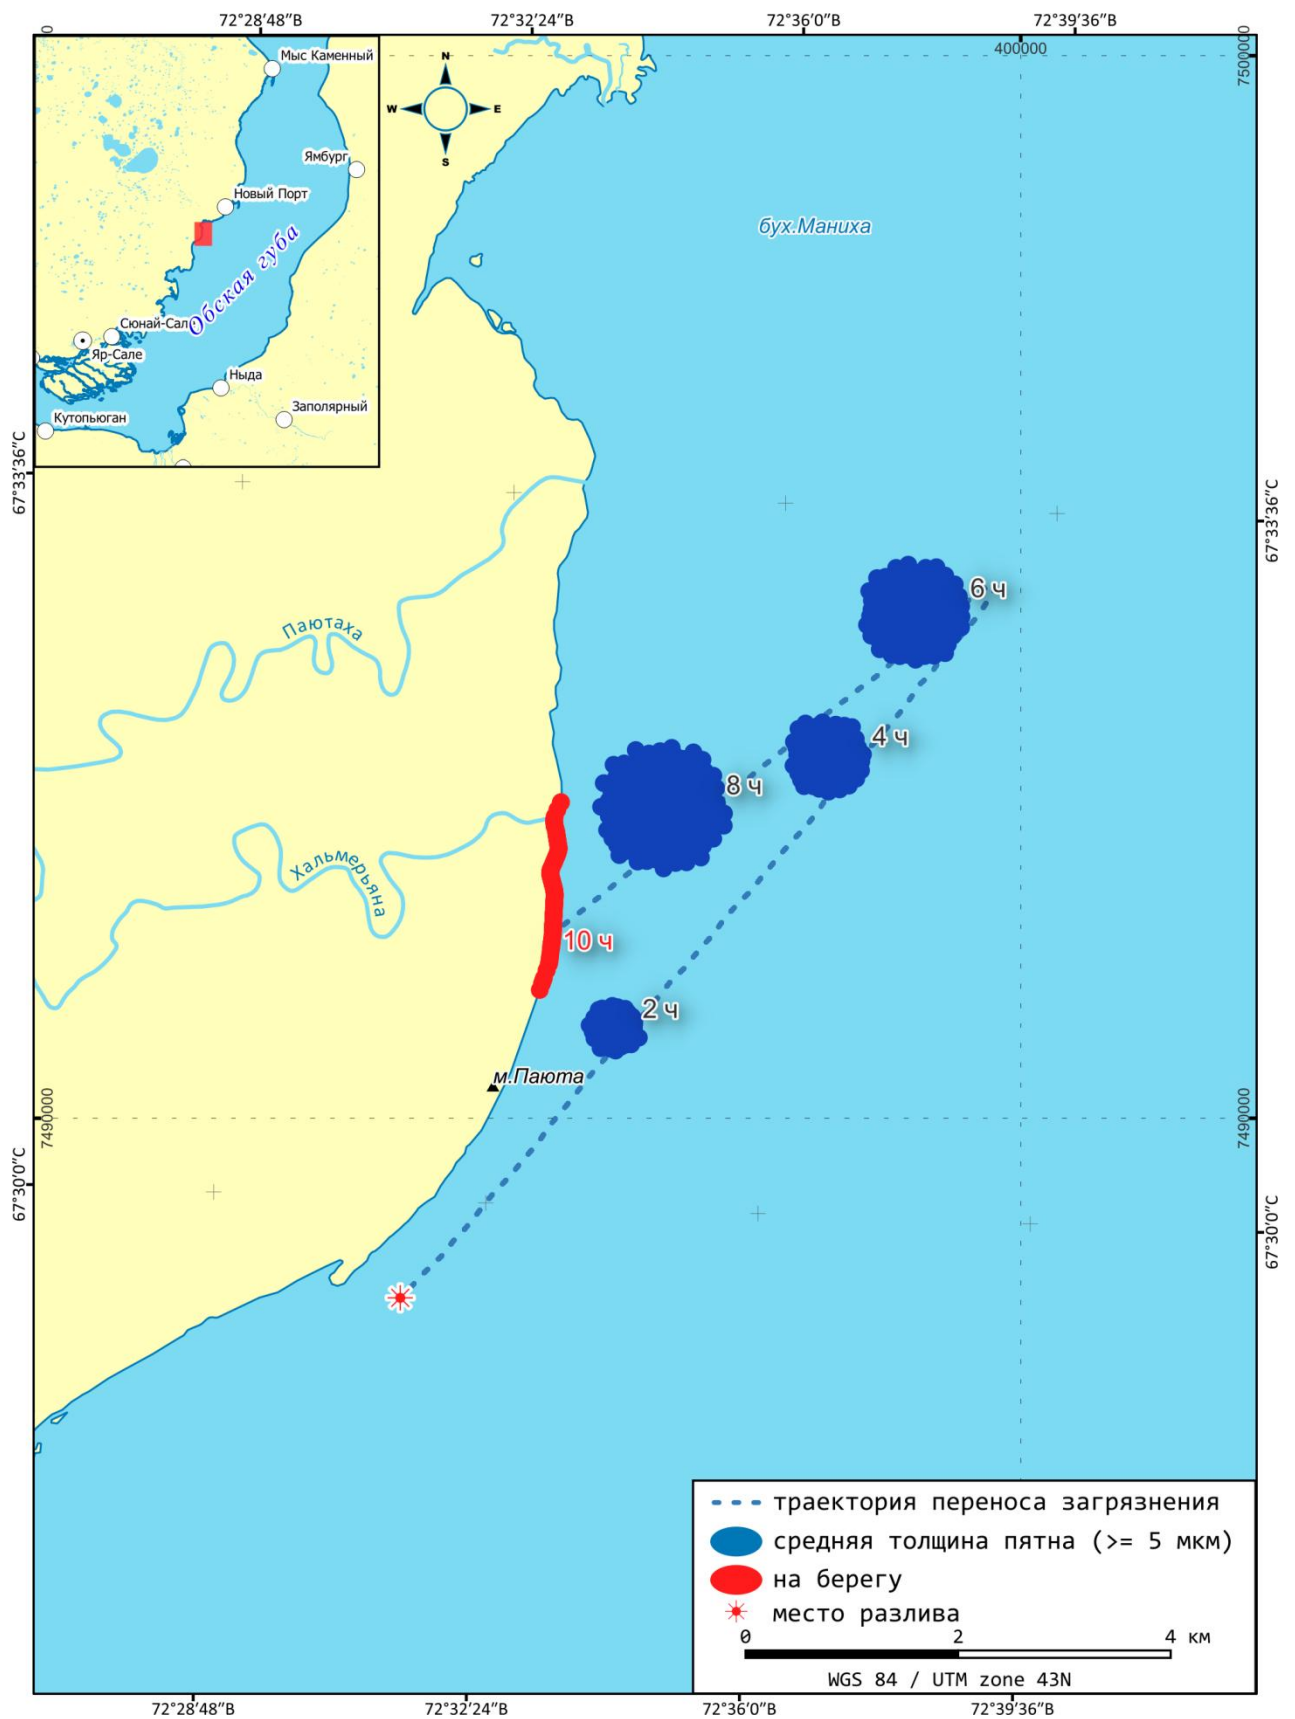 72°28′48″В
72°32′24″В
72°36′0″В
72°39′36″В
0
400000
7500000
Мыс Каменный
Ямбург
Новый Порт
Обская губа
Сюнай-Сал
Яр-Сале
Ныда
Заполярный
Кутопьюган
N
W
E
S
бух.Маниха
67°33′36″С
67°33′36″С
6 ч
Паютаха
4 ч
8 ч
Хальмерьяна
10 ч
2 ч
м.Паюта
7490000
7490000
67°30′0″С
67°30′0″С
траектория переноса загрязнения
средняя толщина пятна (>= 5 мкм)
на берегу
место разлива
0
2
4 км
WGS 84 / UTM zone 43N
72°28′48″В
72°32′24″В
72°36′0″В
72°39′36″В